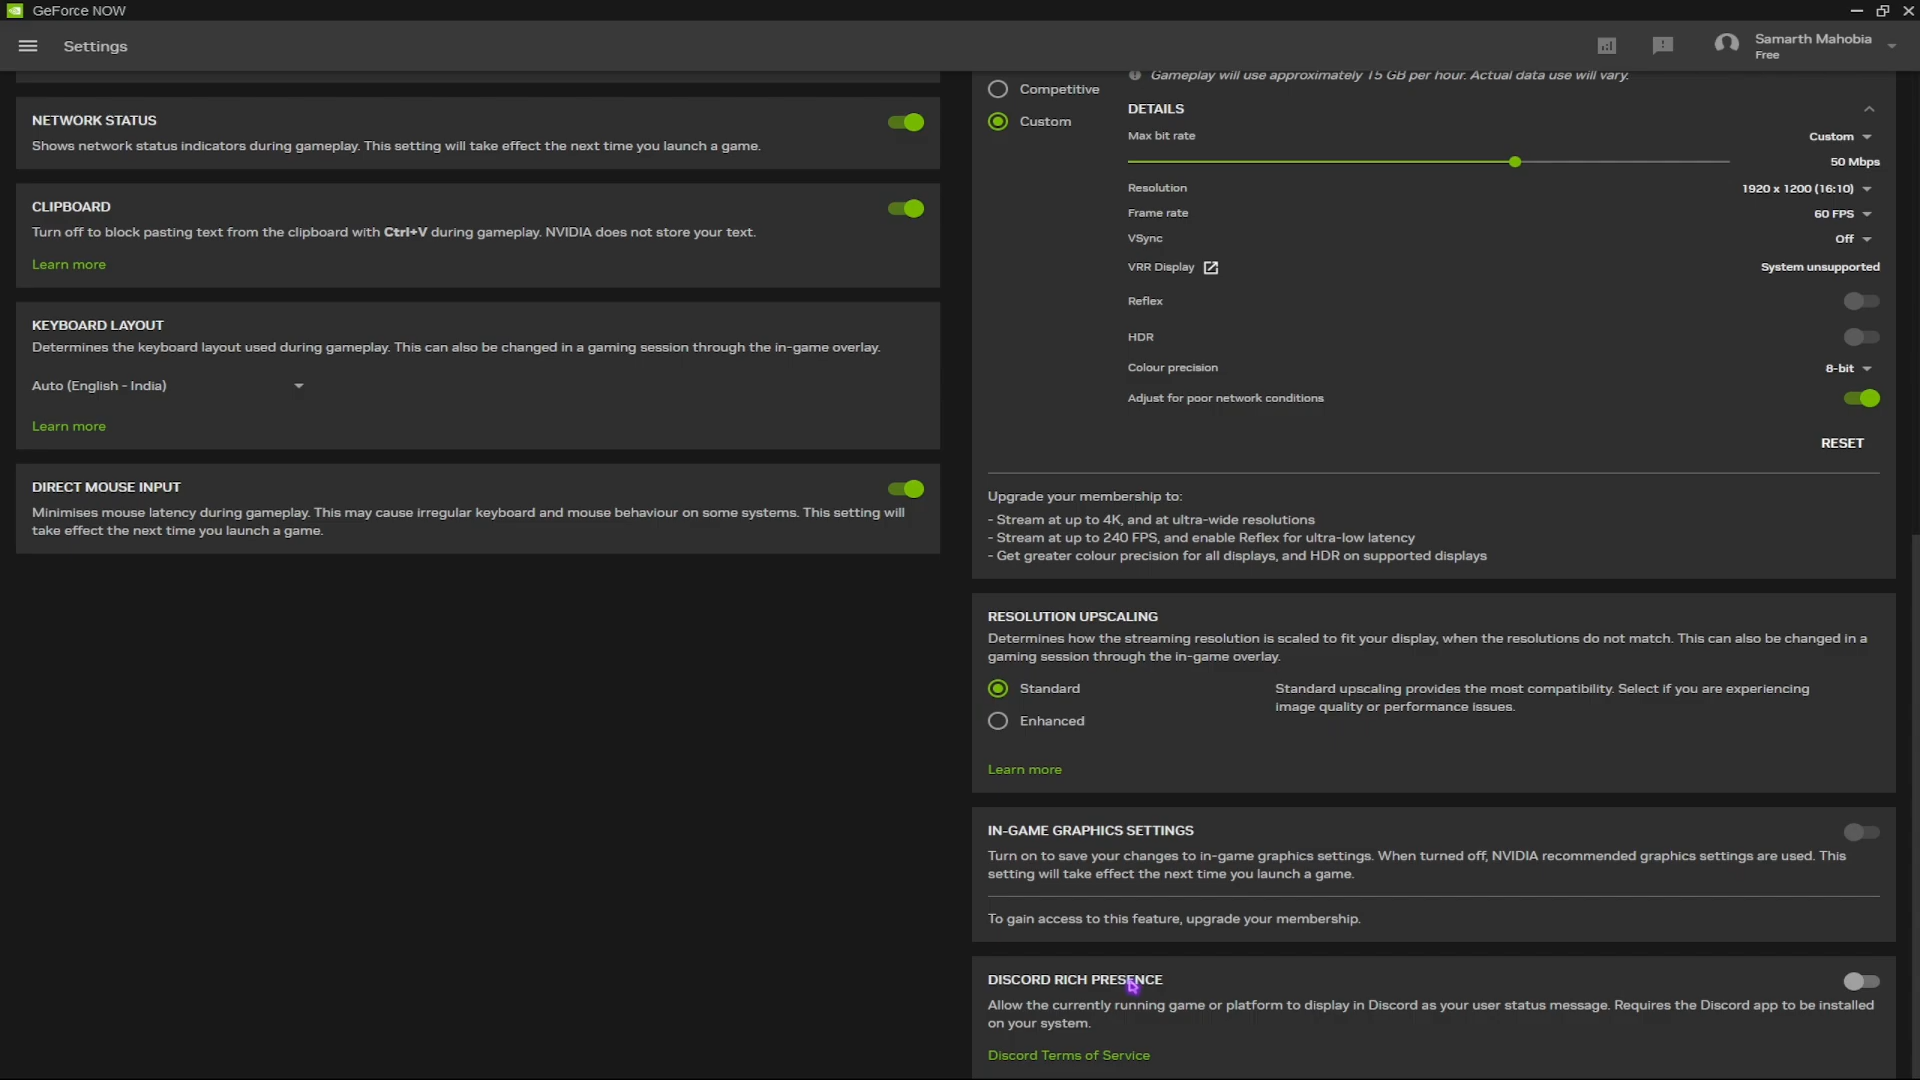 GeForce NOW
Settings
Samarth Mahobia
Free
NETWORK STATUS
Shows network status indicators during gameplay. This setting will take effect the next time you launch a game.
CLIPBOARD
Turn off to block pasting text from the clipboard with Ctrl+V during gameplay. NVIDIA does not store your text.
Learn more
KEYBOARD LAYOUT
Determines the keyboard layout used during gameplay. This can also be changed in a gaming session through the in-game overlay.
Auto (English - India)
Learn more
DIRECT MOUSE INPUT
Minimises mouse latency during gameplay. This may cause irregular keyboard and mouse behaviour on some systems. This setting will
take effect the next time you launch a game.
Gameplay will use approximately 15 GB per hour. Actual data use will vary.
Competitive
Custom
DETAILS
Max bit rate Custom
50 Mbps
Resolution 1920 x 1200 (16:10)
Frame rate 60 FPS
VSync Off
VRR Display System unsupported
Reflex
HDR
Colour precision 8-bit
Adjust for poor network conditions
RESET
Upgrade your membership to:
- Stream at up to 4K, and at ultra-wide resolutions
- Stream at up to 240 FPS, and enable Reflex for ultra-low latency
- Get greater colour precision for all displays, and HDR on supported displays
RESOLUTION UPSCALING
Determines how the streaming resolution is scaled to fit your display, when the resolutions do not match. This can also be changed in a
gaming session through the in-game overlay.
Standard
Enhanced
Standard upscaling provides the most compatibility. Select if you are experiencing
image quality or performance issues.
Learn more
IN-GAME GRAPHICS SETTINGS
Turn on to save your changes to in-game graphics settings. When turned off, NVIDIA recommended graphics settings are used. This
setting will take effect the next time you launch a game.
To gain access to this feature, upgrade your membership.
DISCORD RICH PRESENCE
Allow the currently running game or platform to display in Discord as your user status message. Requires the Discord app to be installed
on your system.
Discord Terms of Service